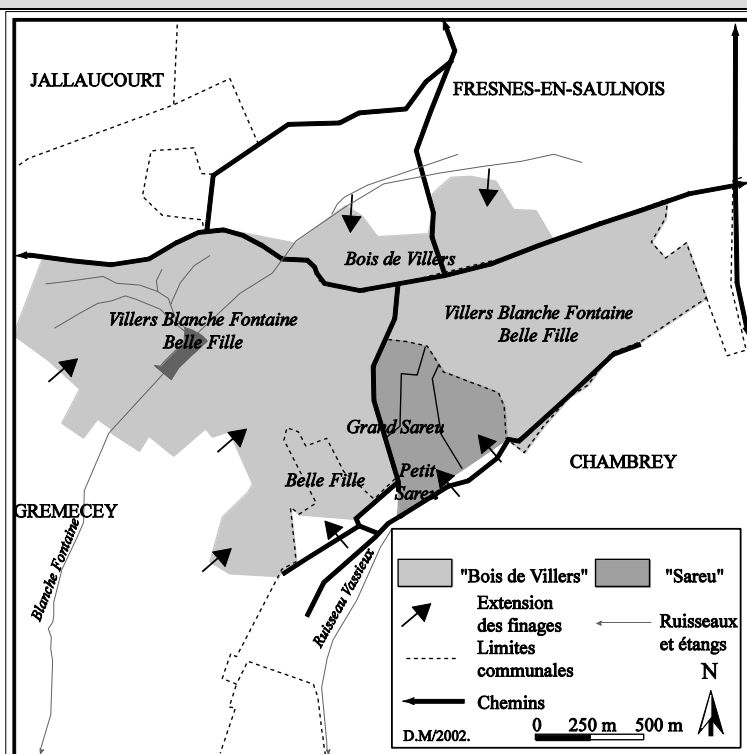 JALLAUCOURT
FRESNES-EN-SAULNOIS
Bois de Villers
Villers Blanche Fontaine
Belle Fille
Villers Blanche Fontaine
Belle Fille
Grand Sareu
Petit
Sareu
Belle Fille
CHAMBREY
GREMECEY
Blanche Fontaine
Ruisseau Vassieux
"Bois de Villers"
"Sareu"
Extension
des finages
Ruisseaux
et étangs
Limites
communales
N
Chemins
D.M/2002.
0 250 m 500 m